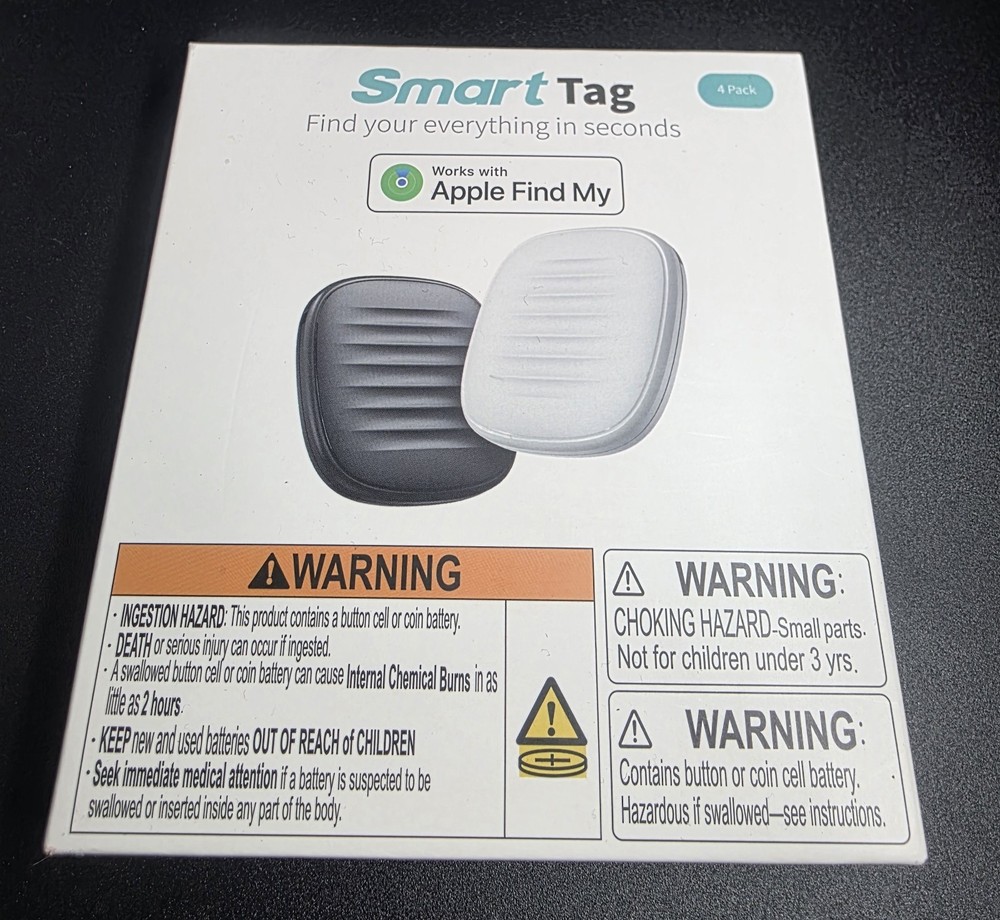 Smart Tag
4 Pack
Find your everything in seconds
Works with
Apple Find My
WARNING
· INGESTION HAZARD: This product contains a button cell or coin battery.
· DEATH or serious injury can occur if ingested.
· A swallowed button cell or coin battery can cause Internal Chemical Burns in as
little as 2 hours.
· KEEP new and used batteries OUT OF REACH of CHILDREN
· Seek immediate medical attention if a battery is suspected to be
swallowed or inserted inside any part of the body.
WARNING:
CHOKING HAZARD-Small parts.
Not for children under 3 yrs.
WARNING:
Contains button or coin cell battery.
Hazardous if swallowed—see instructions.